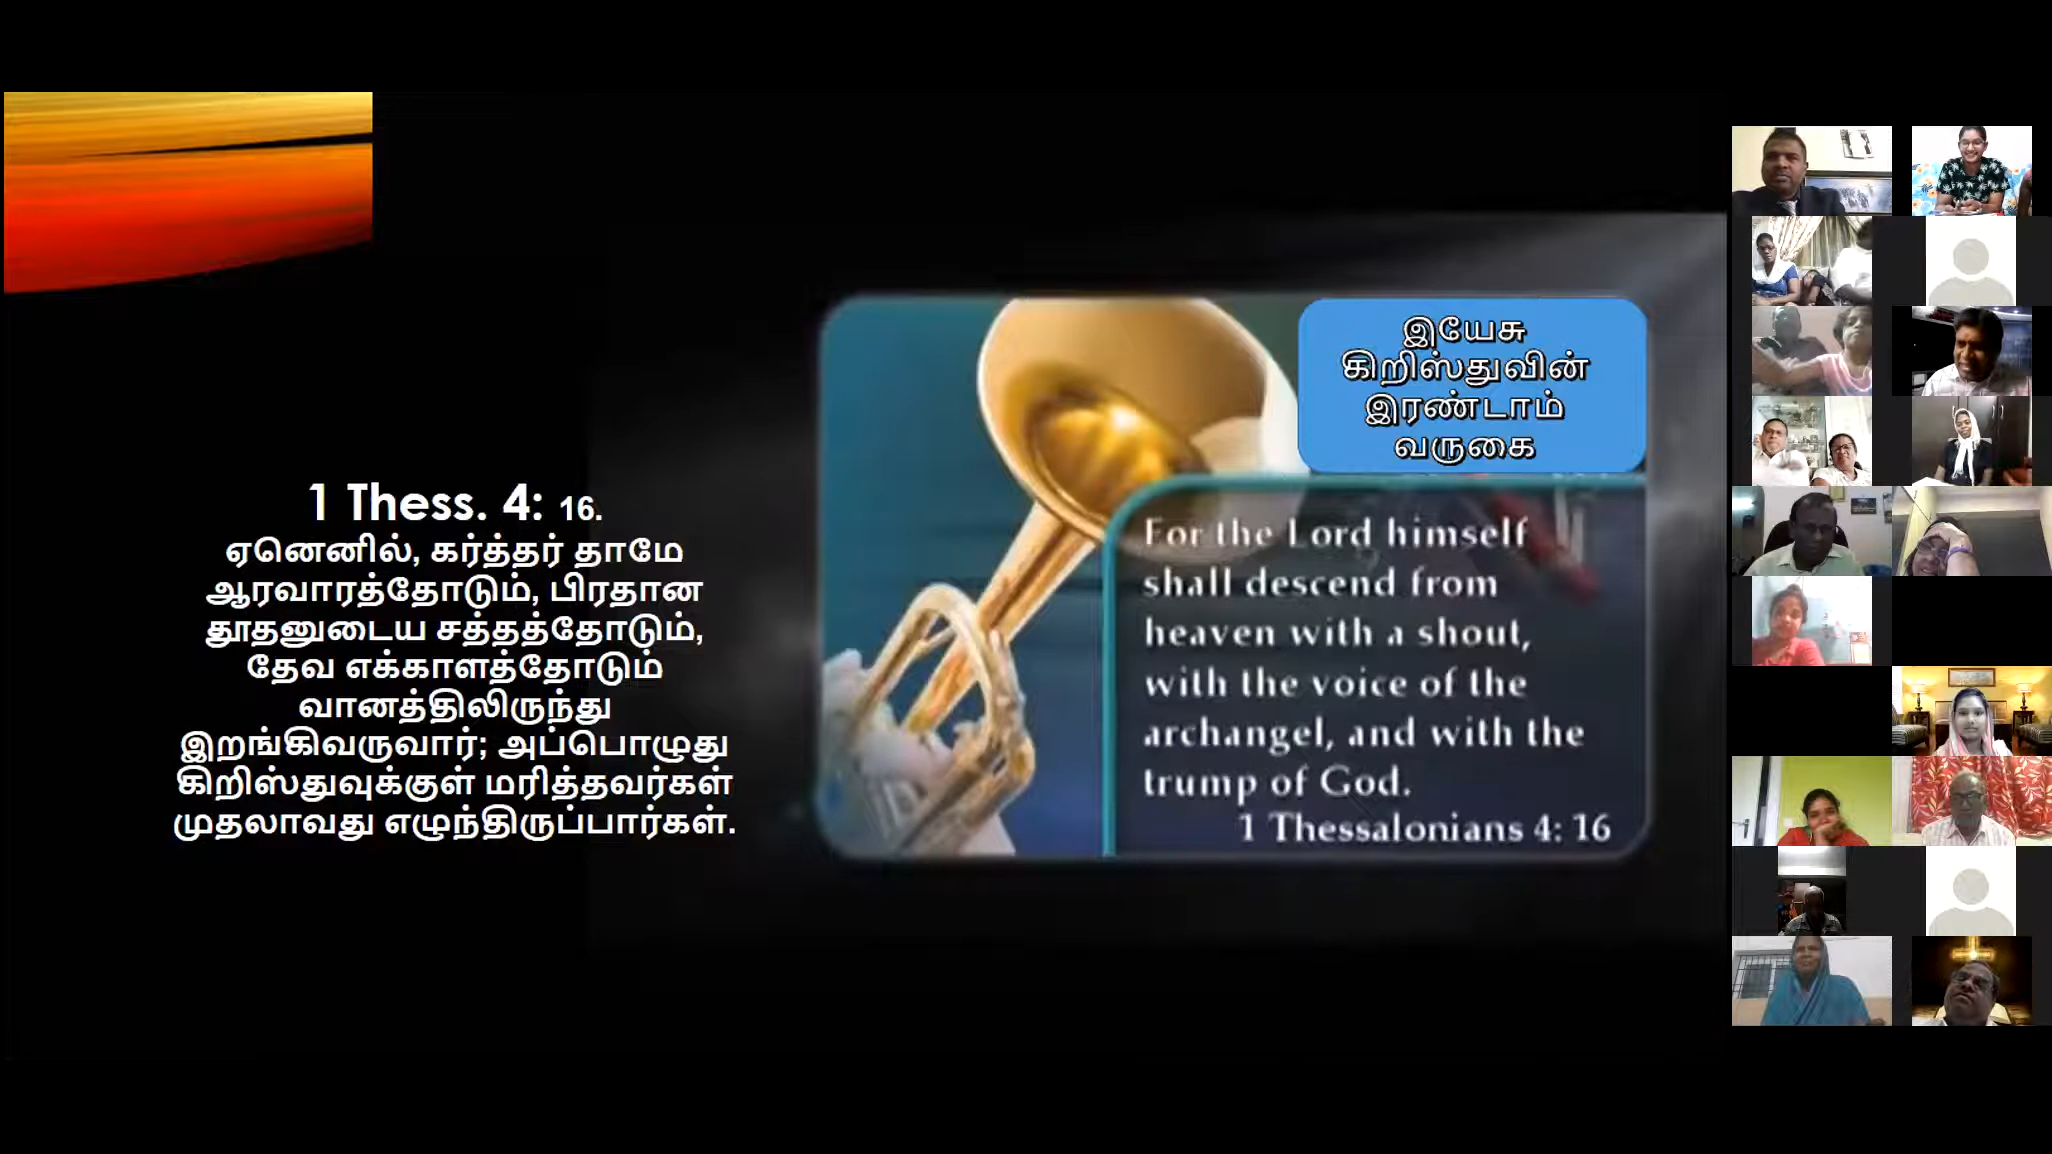 1 Thess. 4: 16.
ஏனெனில், கர்த்தர் தாமே
ஆரவாரத்தோடும், பிரதான
தூதனுடைய சத்தத்தோடும்,
தேவ எக்காளத்தோடும்
வானத்திலிருந்து
இறங்கிவருவார்; அப்பொழுது
கிறிஸ்துவுக்குள் மரித்தவர்கள்
முதலாவது எழுந்திருப்பார்கள்.
இயேசு
கிறிஸ்துவின்
இரண்டாம்
வருகை
For the Lord himself
shall descend from
heaven with a shout,
with the voice of the
archangel, and with the
trump of God.
1 Thessalonians 4: 16